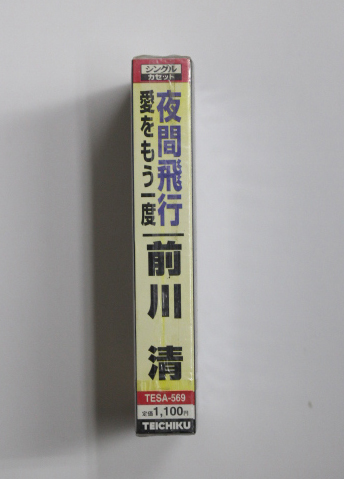 シングル
カセット
夜間飛行
愛をもう一度
前川 清
TESA-569
定価1,100円
TEICHIKU